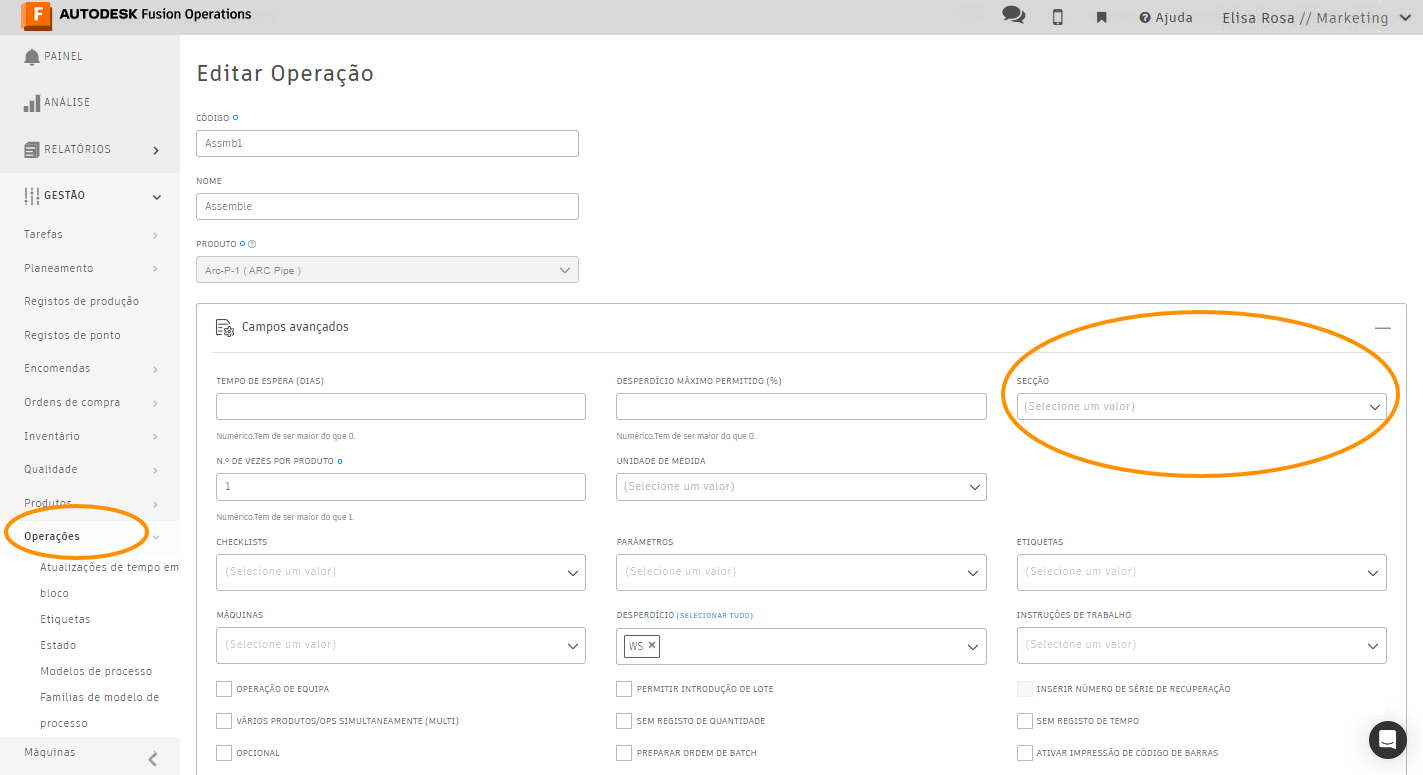 F AUTODESK Fusion Operations
Ajuda
Elisa Rosa // Marketing
PAINEL
ANÁLISE
RELATÓRIOS
GESTÃO
Tarefas
Planeamento
Registos de produção
Registos de ponto
Encomendas
Ordens de compra
Inventário
Qualidade
Produtos
Operações
Atualizações de tempo em
bloco
Etiquetas
Estado
Modelos de processo
Famílias de modelo de
processo
Máquinas
Editar Operação
CÓDIGO
Assmb1
NOME
Assemble
PRODUTO
Arc-P-1 ( ARC Pipe )
Campos avançados
TEMPO DE ESPERA (DIAS)
DESPERDÍCIO MÁXIMO PERMITIDO (%)
SECÇÃO
(Selecione um valor)
Numérico.Tem de ser maior do que 0.
Numérico.Tem de ser maior do que 0.
N.º DE VEZES POR PRODUTO
UNIDADE DE MEDIDA
1
(Selecione um valor)
Numérico.Tem de ser maior do que 1.
CHECKLISTS
PARÂMETROS
ETIQUETAS
(Selecione um valor)
(Selecione um valor)
(Selecione um valor)
MÁQUINAS
DESPERDÍCIO (SELECIONAR TUDO)
INSTRUÇÕES DE TRABALHO
(Selecione um valor)
WS
(Selecione um valor)
OPERAÇÃO DE EQUIPA
PERMITIR INTRODUÇÃO DE LOTE
INSERIR NÚMERO DE SÉRIE DE RECUPERAÇÃO
VÁRIOS PRODUTOS/OPS SIMULTANEAMENTE (MULTI)
SEM REGISTO DE QUANTIDADE
SEM REGISTO DE TEMPO
OPCIONAL
PREPARAR ORDEM DE BATCH
ATIVAR IMPRESSÃO DE CÓDIGO DE BARRAS